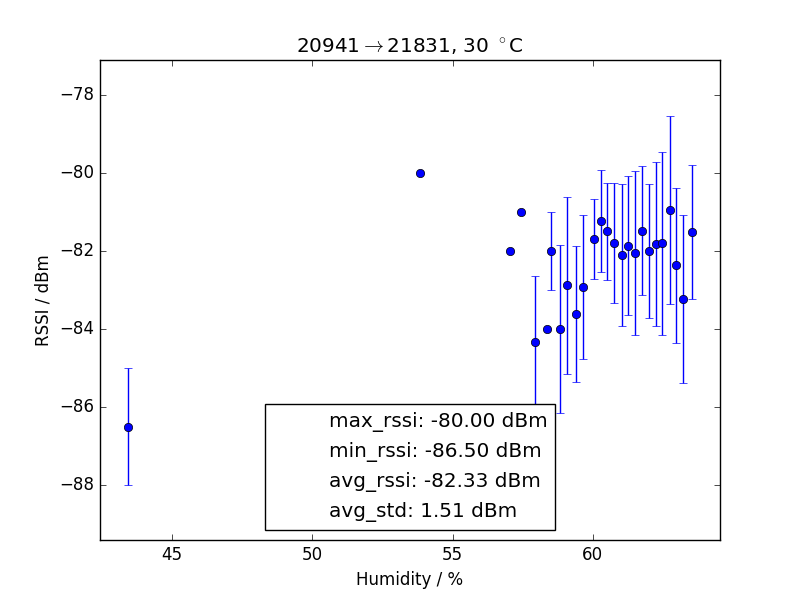 20941→21831, 30 °C
−78
−80
−82
−84
−86
−88
RSSI / dBm
max_rssi: -80.00 dBm
min_rssi: -86.50 dBm
avg_rssi: -82.33 dBm
avg_std: 1.51 dBm
45 50 55 60
Humidity / %